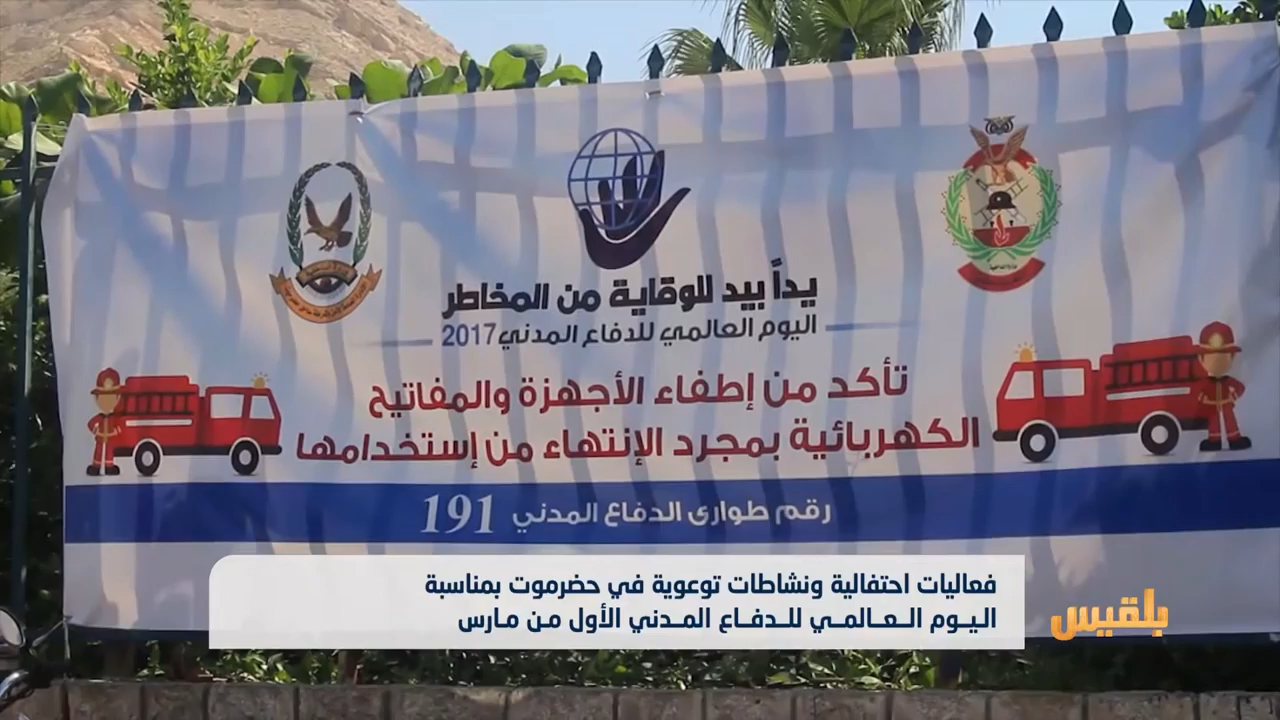 يداً بيد للوقاية من المخاطر
اليوم العالمي للدفاع المدني 2017
تأكد من إطفاء الأجهزة والمفاتيح
الكهربائية بمجرد الإنتهاء من إستخدامها
رقم طوارى الدفاع المدني 191
فعاليات احتفالية ونشاطات توعوية في حضرموت بمناسبة
اليوم العالمي للدفاع المدني الأول من مارس
بلقيس